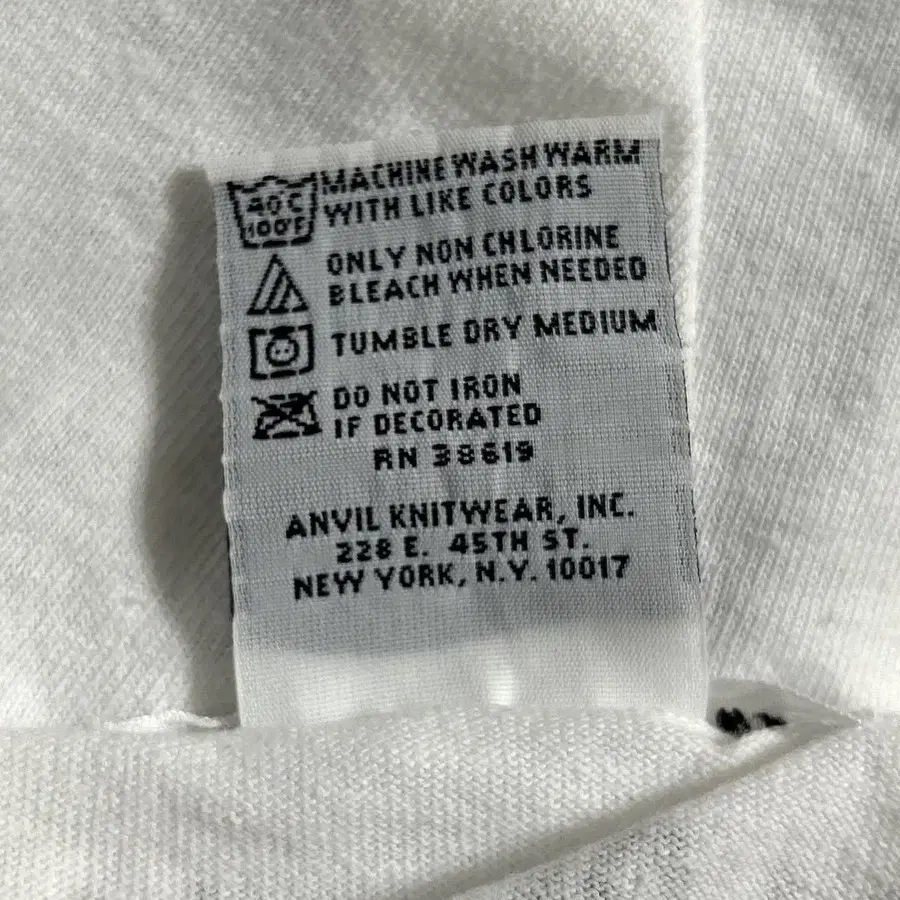 40°C
100°F
MACHINE WASH WARM
WITH LIKE COLORS
ONLY NON CHLORINE
BLEACH WHEN NEEDED
TUMBLE DRY MEDIUM
DO NOT IRON
IF DECORATED
RN 38619
ANVIL KNITWEAR, INC.
228 E. 45TH ST.
NEW YORK, N.Y. 10017